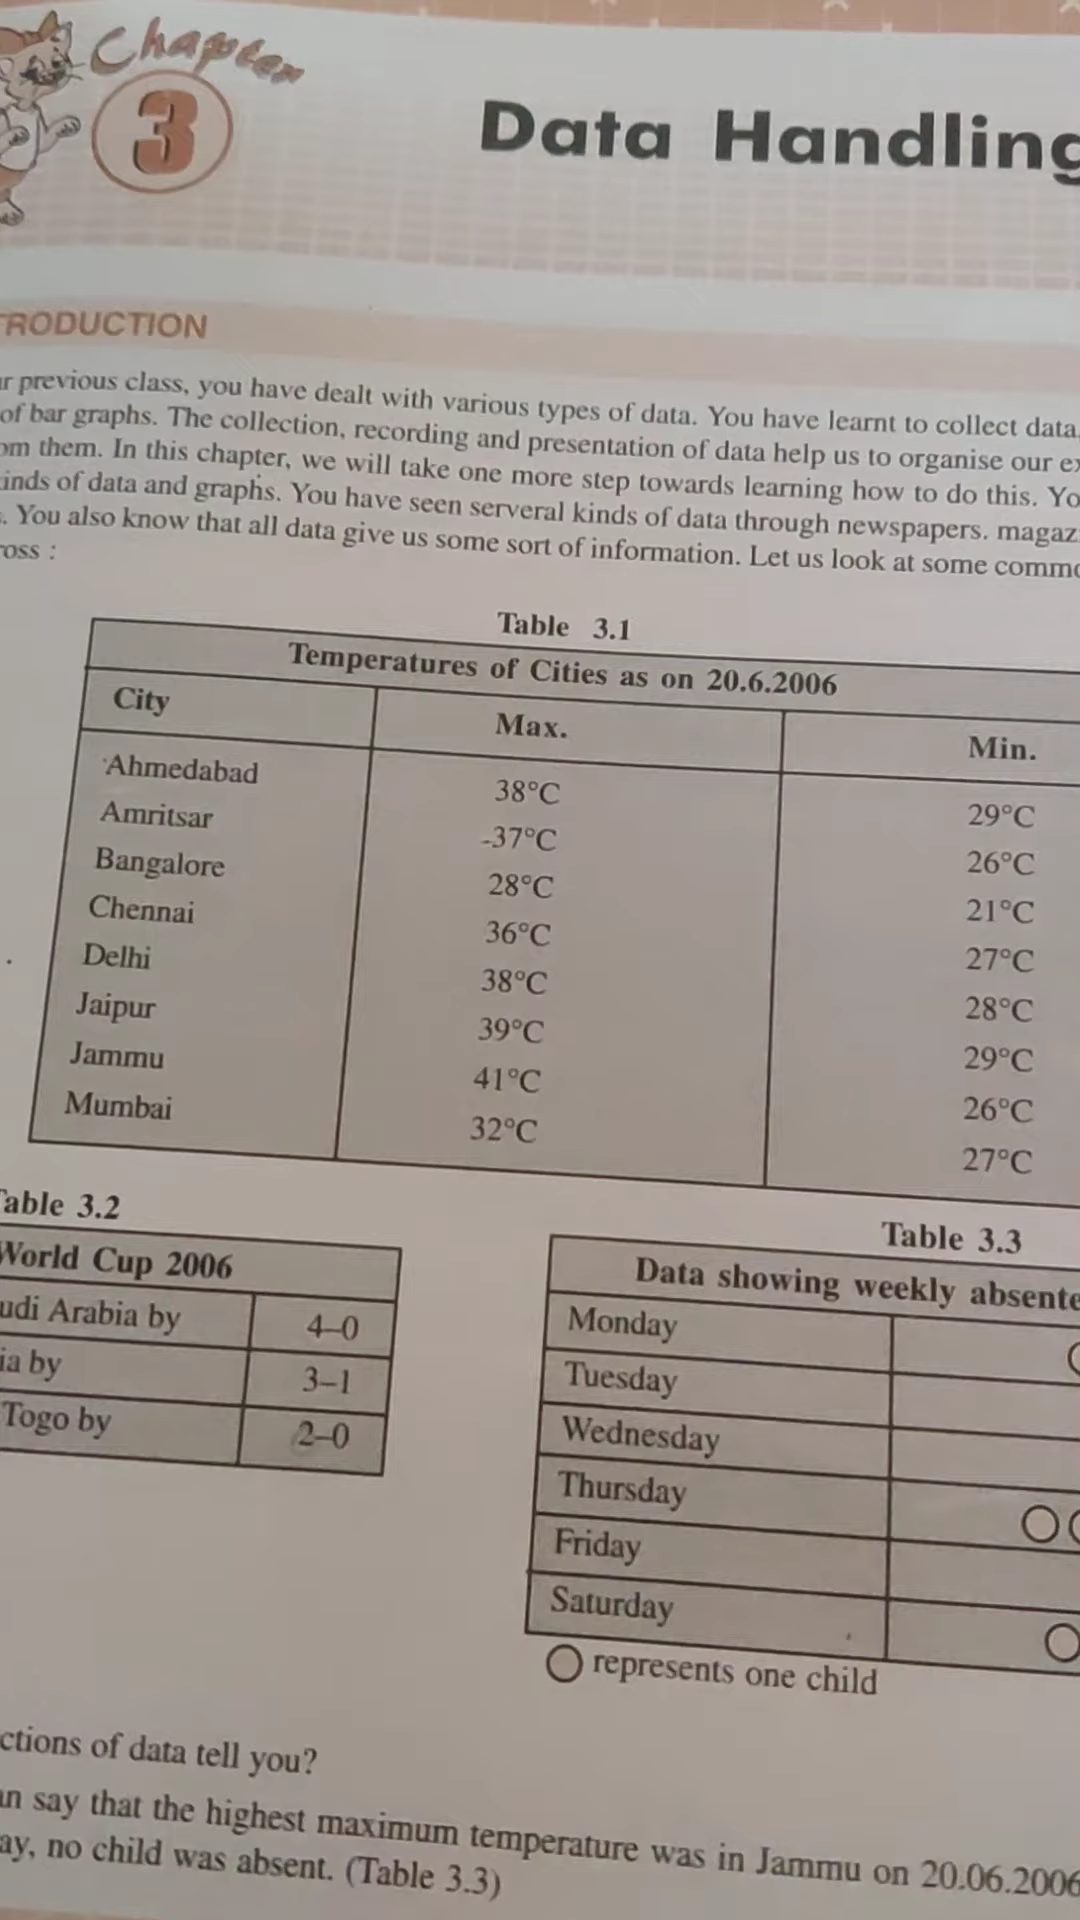 Chapter
3
Data Handling
RODUCTION
previous class, you have dealt with various types of data. You have learnt to collect data.
of bar graphs. The collection, recording and presentation of data help us to organise our
them. In this chapter, we will take one more step towards learning how to do this.
inds of data and graphs. You have seen serveral kinds of data through newspapers. magaz
. You also know that all data give us some sort of information. Let us look at some
oss :
Table 3.1
Temperatures of Cities as on 20.6.2006
City Max. Min.
Ahmedabad 38°C 29°C
Amritsar -37°C 26°C
Bangalore 28°C 21°C
Chennai 36°C 27°C
Delhi 38°C 28°C
Jaipur 39°C 29°C
Jammu 41°C 26°C
Mumbai 32°C 27°C
able 3.2
World Cup 2006
udi Arabia by 4–0
ia by 3–1
Togo by 2–0
Table 3.3
Data showing weekly absente
Monday
Tuesday
Wednesday
Thursday
Friday
Saturday
represents one child
ctions of data tell you?
an say that the highest maximum temperature was in Jammu on 20.06.2006
ay, no child was absent. (Table 3.3)